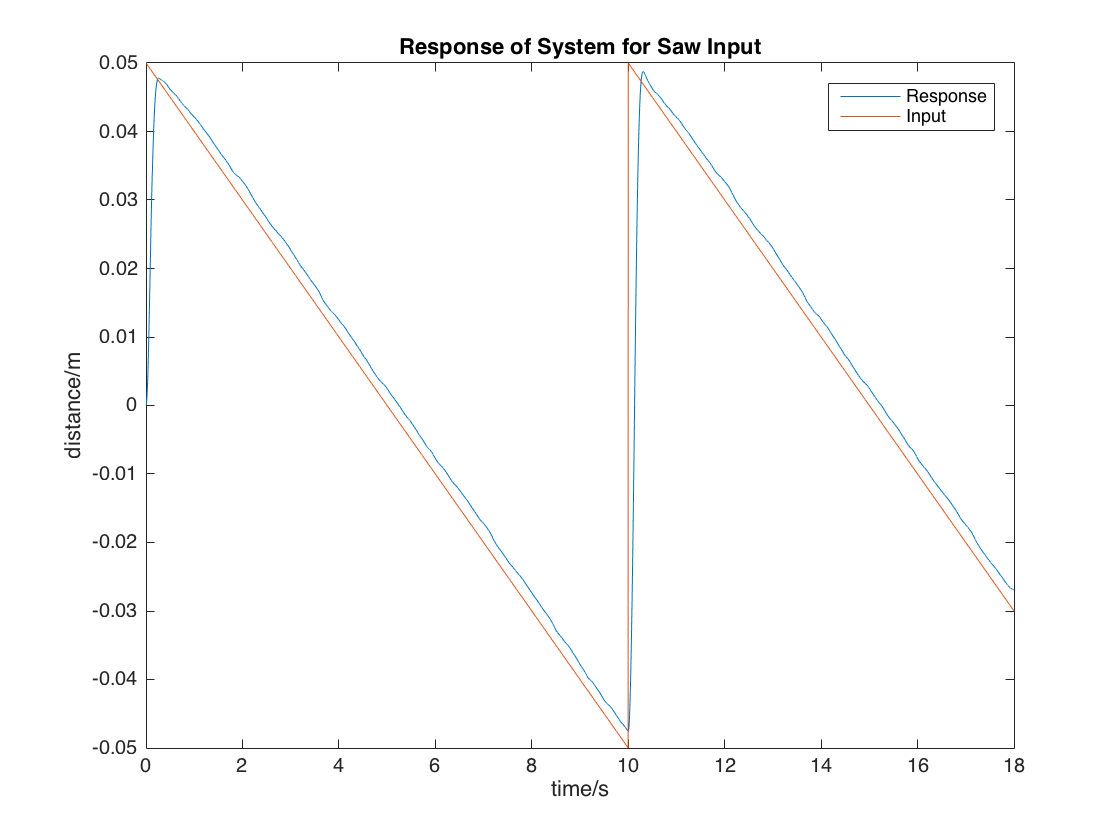 Response of System for Saw Input
0.05
0.04
0.03
0.02
0.01
0
-0.01
-0.02
-0.03
-0.04
-0.05
distance/m
Response
Input
0 2 4 6 8 10 12 14 16 18
time/s